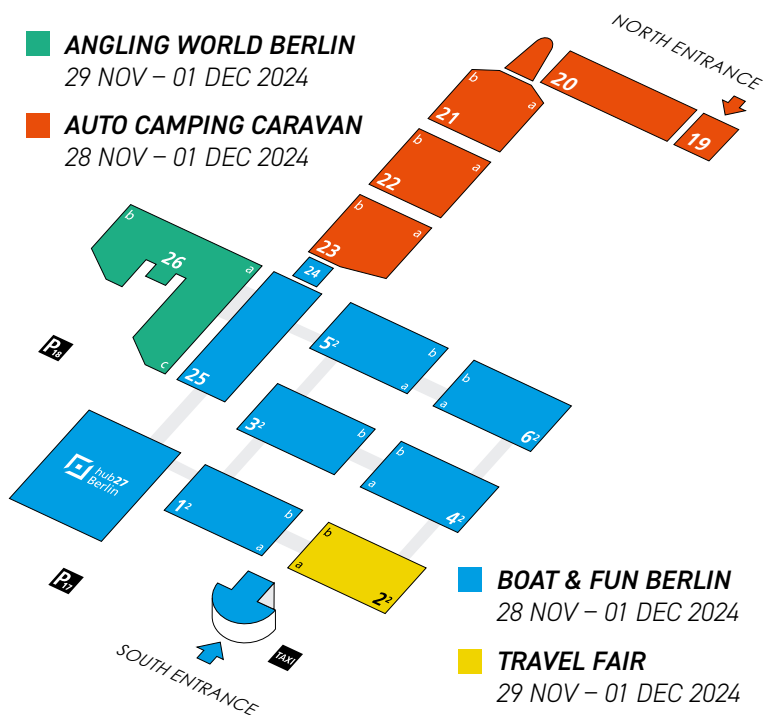 ANGLING WORLD BERLIN
29 NOV – 01 DEC 2024
AUTO CAMPING CARAVAN
28 NOV – 01 DEC 2024
NORTH ENTRANCE
20
19
b
a
21
b
a
22
b
a
23
24
b
26
a
c
25
P18
5²
b
a
b
a
6²
3²
b
b
a
4²
hub27
Berlin
1²
b
a
b
a
2²
P17
TAXI
SOUTH ENTRANCE
BOAT & FUN BERLIN
28 NOV – 01 DEC 2024
TRAVEL FAIR
29 NOV – 01 DEC 2024